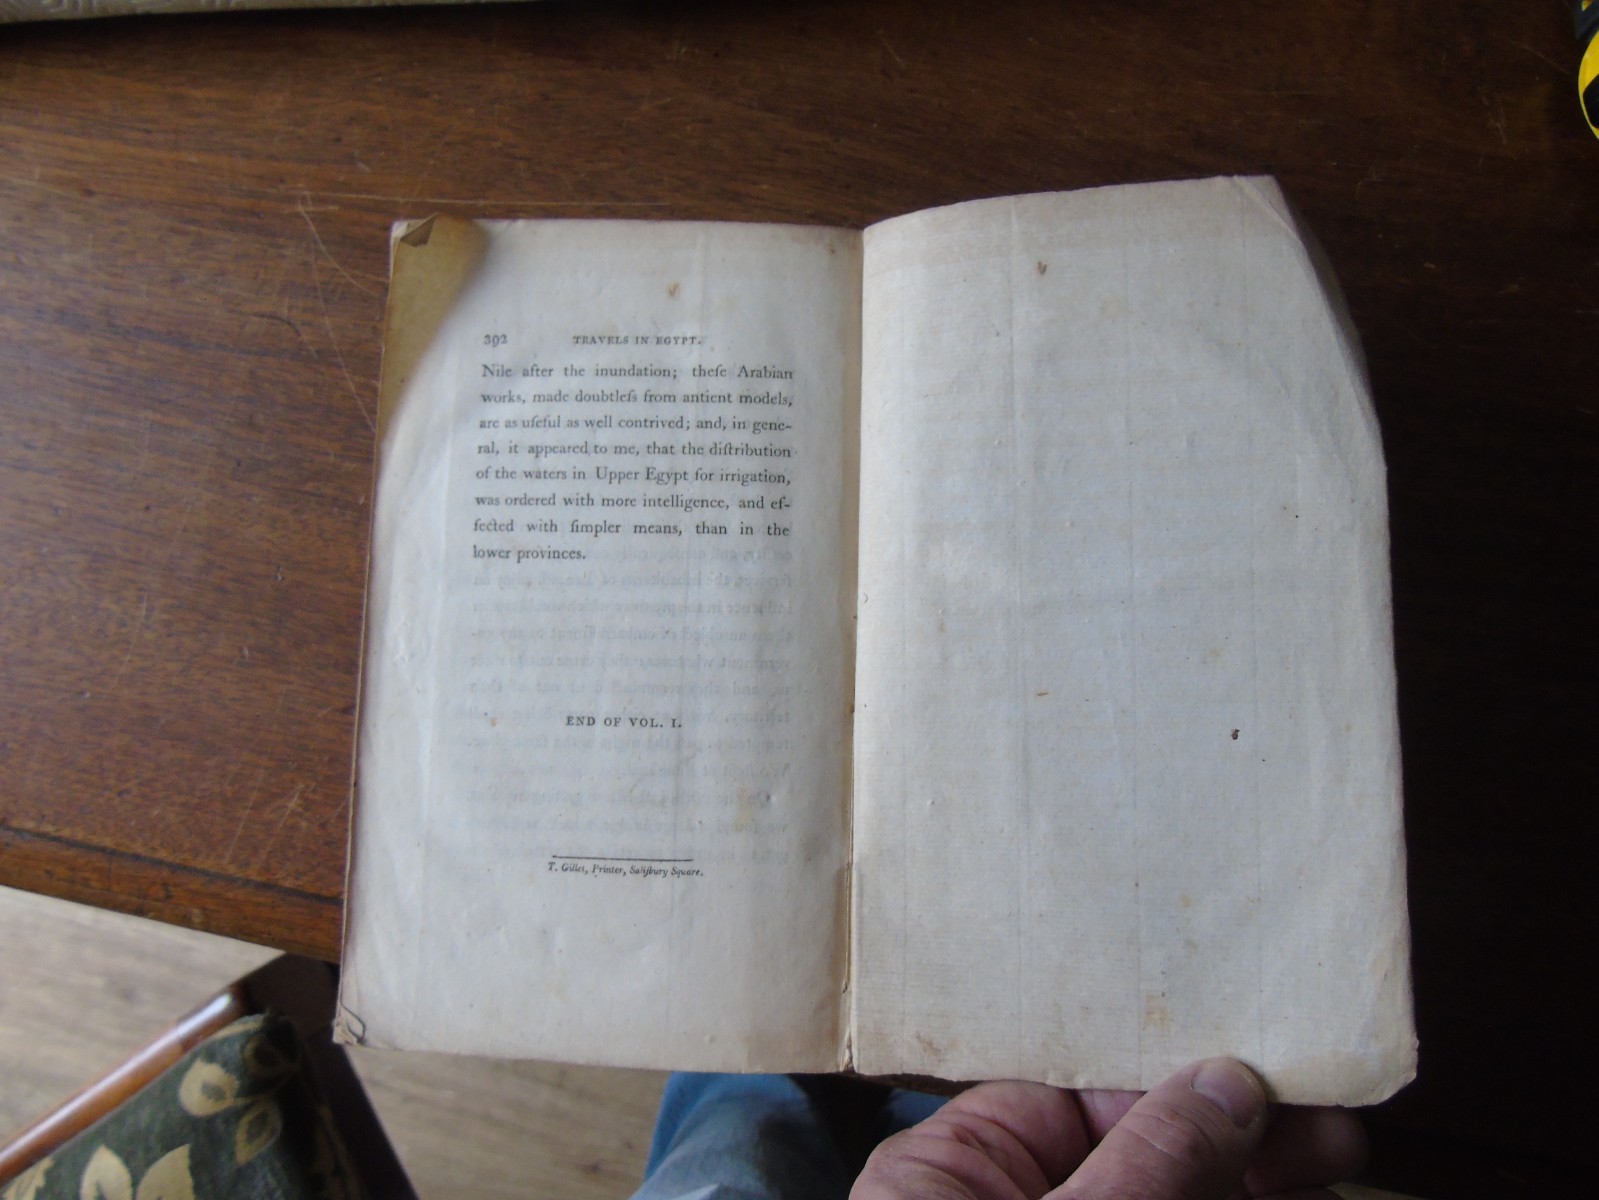 392 TRAVELS IN EGYPT.
Nile after the inundation; theſe Arabian
works, made doubtleſs from antient models,
are as uſeful as well contrived; and, in gene-
ral, it appeared to me, that the diſtribution
of the waters in Upper Egypt for irrigation,
was ordered with more intelligence, and ef-
fected with ſimpler means, than in the
lower provinces.
END OF VOL. I.
T. Gillet, Printer, Saliſbury Square.